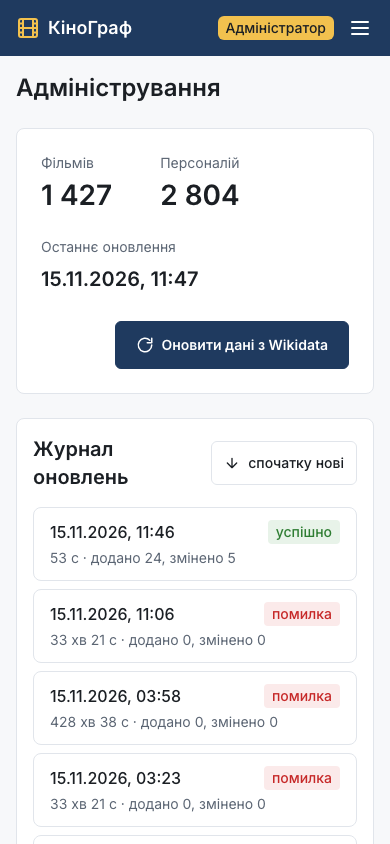 КіноГраф
Адміністратор
Адміністрування
Фільмів
Персоналій
1 427
2 804
Останнє оновлення
15.11.2026, 11:47
Оновити дані з Wikidata
Журнал
оновлень
спочатку нові
15.11.2026, 11:46
успішно
53 с · додано 24, змінено 5
15.11.2026, 11:06
помилка
33 хв 21 с · додано 0, змінено 0
15.11.2026, 03:58
помилка
428 хв 38 с · додано 0, змінено 0
15.11.2026, 03:23
помилка
33 хв 21 с · додано 0, змінено 0